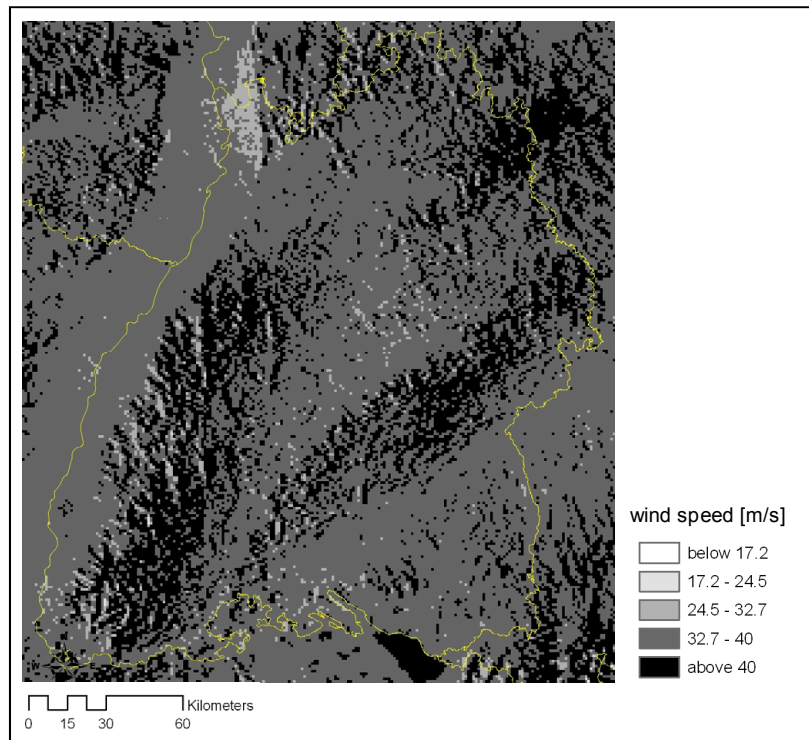 wind speed [m/s]
below 17.2
17.2 - 24.5
24.5 - 32.7
32.7 - 40
above 40
Kilometers
0 15 30 60